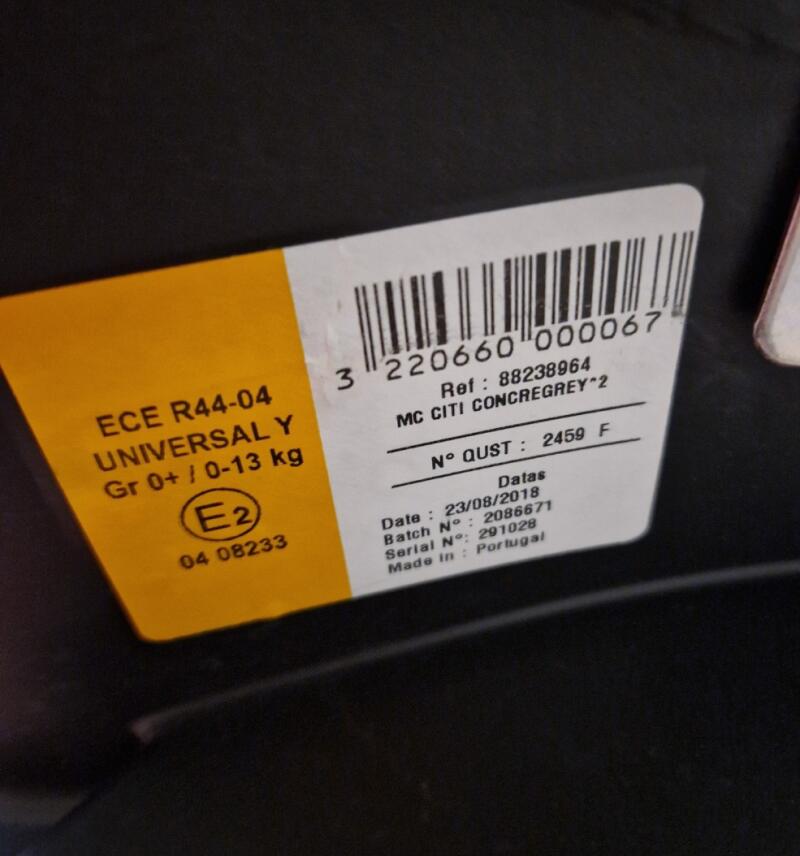 ECE R44-04
UNIVERSAL Y
Gr 0+ / 0-13 kg
E2
04 08233
3 220660 000067
Ref : 88238964
MC CITI CONCREGREY^2
N° QUST : 2459 F
Datas
Date : 23/08/2018
Batch N° : 2086671
Serial N°: 291028
Made in : Portugal